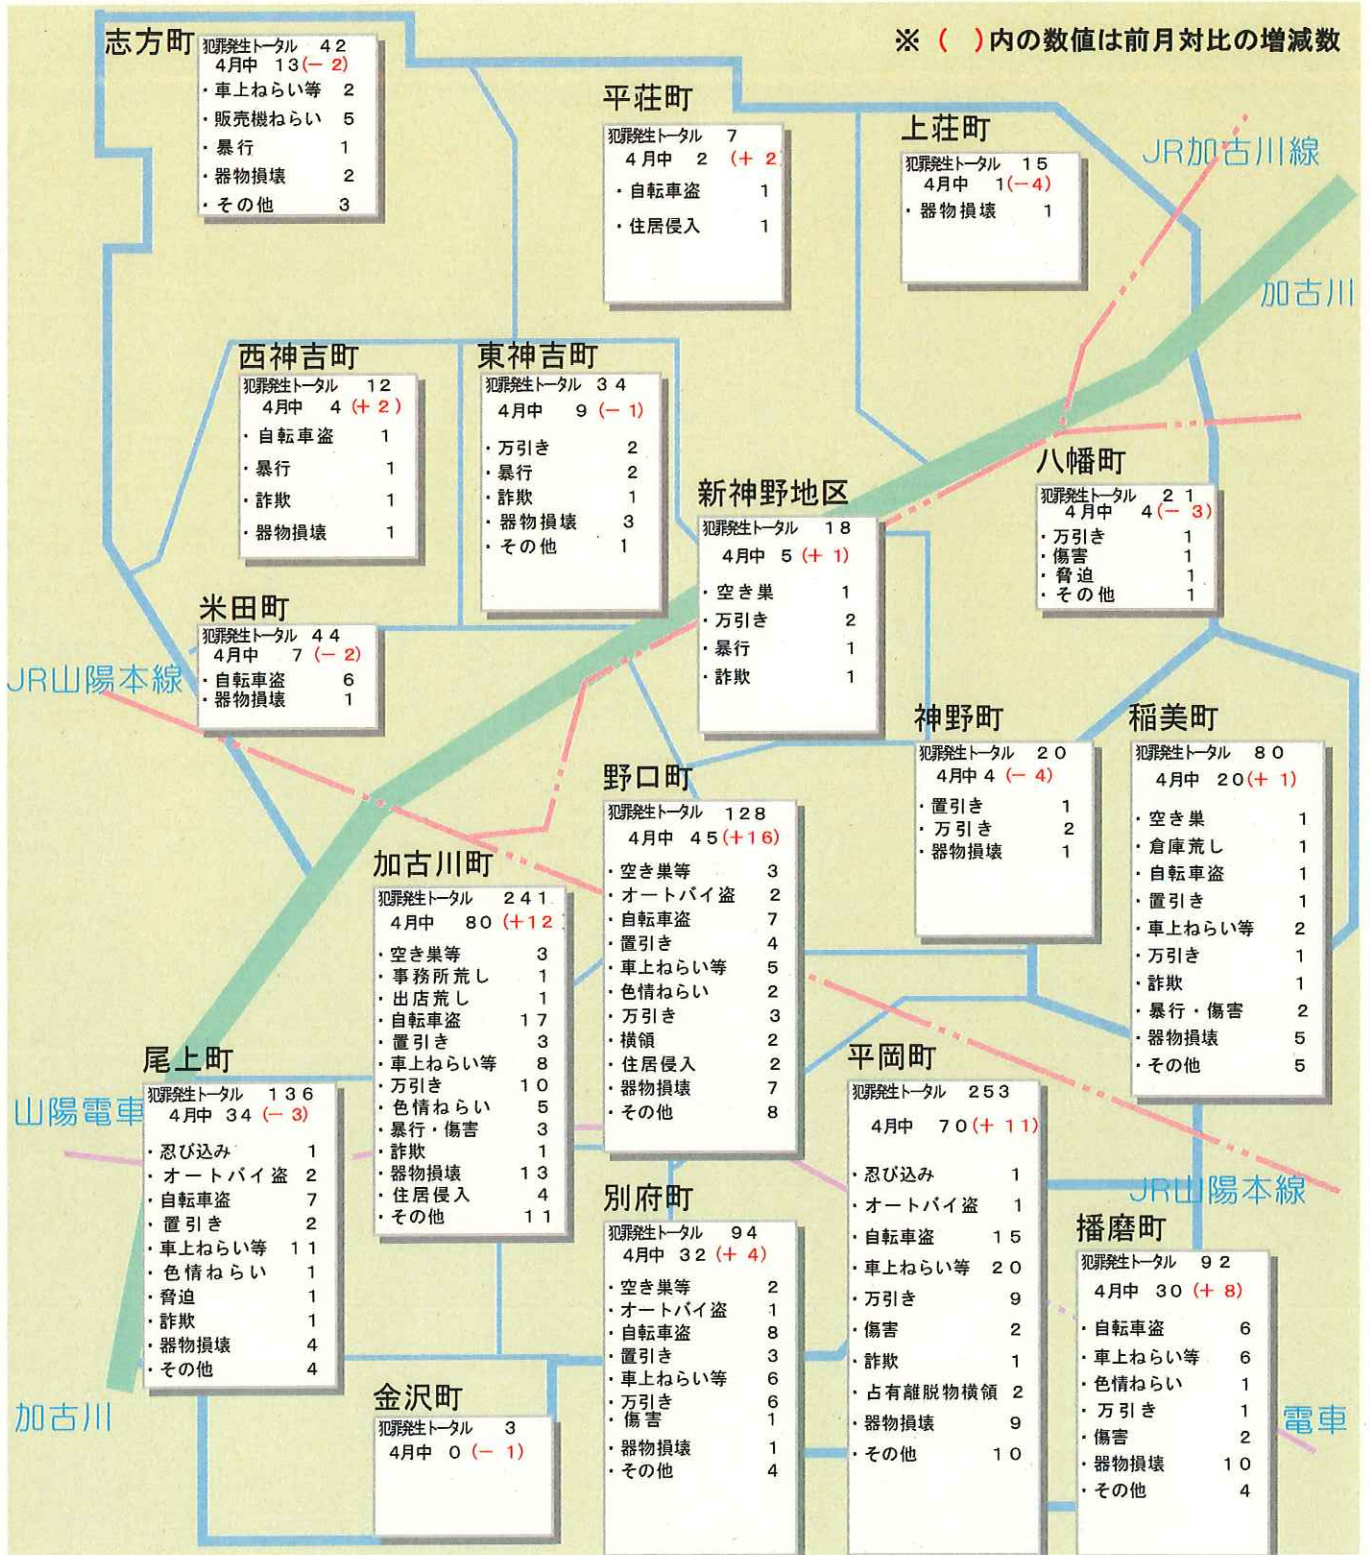 ※ ( )内の数値は前月対比の増減数
志方町
犯罪発生トータル 42
4月中 13(-2)
・車上ねらい等 2
・販売機ねらい 5
・暴行 1
・器物損壊 2
・その他 3
平荘町
犯罪発生トータル 7
4月中 2 (+2)
・自転車盗 1
・住居侵入 1
上荘町
犯罪発生トータル 15
4月中 1(-4)
・器物損壊 1
JR加古川線
加古川
西神吉町
犯罪発生トータル 12
4月中 4 (+2)
・自転車盗 1
・暴行 1
・詐欺 1
・器物損壊 1
東神吉町
犯罪発生トータル 34
4月中 9 (-1)
・万引き 2
・暴行 2
・詐欺 1
・器物損壊 3
・その他 1
新神野地区
犯罪発生トータル 18
4月中 5 (+1)
・空き巣 1
・万引き 2
・暴行 1
・詐欺 1
八幡町
犯罪発生トータル 21
4月中 4(-3)
・万引き 1
・傷害 1
・脅迫 1
・その他 1
米田町
犯罪発生トータル 44
4月中 7 (-2)
・自転車盗 6
・器物損壊 1
JR山陽本線
神野町
犯罪発生トータル 20
4月中 4 (-4)
・置引き 1
・万引き 2
・器物損壊 1
稲美町
犯罪発生トータル 80
4月中 20(+1)
・空き巣 1
・倉庫荒し 1
・自転車盗 1
・置引き 1
・車上ねらい等 2
・万引き 1
・詐欺 1
・暴行・傷害 2
・器物損壊 5
・その他 5
野口町
犯罪発生トータル 128
4月中 45(+16)
・空き巣等 3
・オートバイ盗 2
・自転車盗 7
・置引き 4
・車上ねらい等 5
・色情ねらい 2
・万引き 3
・横領 2
・住居侵入 2
・器物損壊 7
・その他 8
加古川町
犯罪発生トータル 241
4月中 80 (+12
・空き巣等 3
・事務所荒し 1
・出店荒し 1
・自転車盗 17
・置引き 3
・車上ねらい等 8
・万引き 10
・色情ねらい 5
・暴行・傷害 3
・詐欺 1
・器物損壊 13
・住居侵入 4
・その他 11
尾上町
犯罪発生トータル 136
4月中 34 (-3)
・忍び込み 1
・オートバイ盗 2
・自転車盗 7
・置引き 2
・車上ねらい等 11
・色情ねらい 1
・脅迫 1
・詐欺 1
・器物損壊 4
・その他 4
山陽電車
平岡町
犯罪発生トータル 253
4月中 70(+11)
・忍び込み 1
・オートバイ盗 1
・自転車盗 15
・車上ねらい等 20
・万引き 9
・傷害 2
・詐欺 1
・占有離脱物横領 2
・器物損壊 9
・その他 10
JR山陽本線
別府町
犯罪発生トータル 94
4月中 32 (+4)
・空き巣等 2
・オートバイ盗 1
・自転車盗 8
・置引き 3
・車上ねらい等 6
・万引き 6
・傷害 1
・器物損壊 1
・その他 4
播磨町
犯罪発生トータル 92
4月中 30 (+8)
・自転車盗 6
・車上ねらい等 6
・色情ねらい 1
・万引き 1
・傷害 2
・器物損壊 10
・その他 4
電車
加古川
金沢町
犯罪発生トータル 3
4月中 0 (-1)